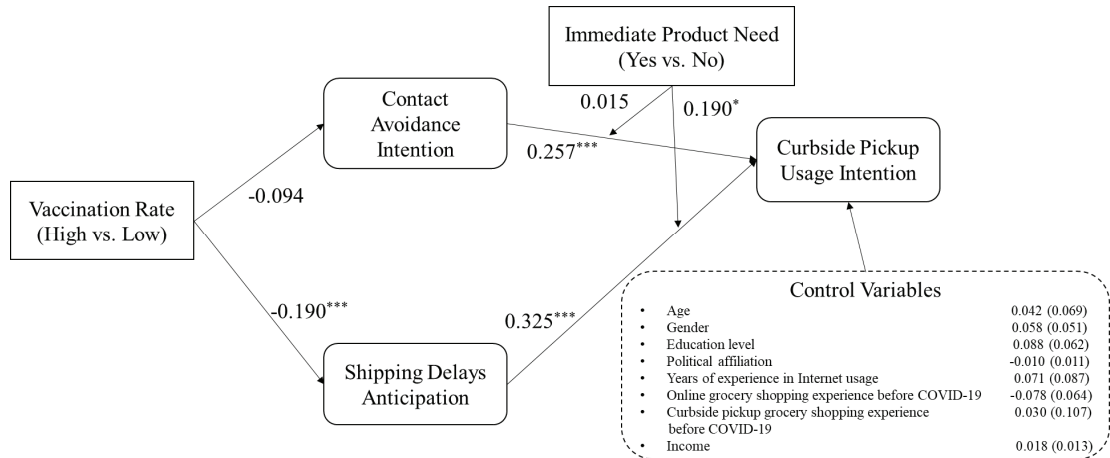 Immediate Product Need
(Yes vs. No)
0.015
0.190*
Contact
Avoidance
Intention
0.257***
Curbside Pickup
Usage Intention
Vaccination Rate
(High vs. Low)
-0.094
-0.190***
0.325***
Shipping Delays
Anticipation
Control Variables
• Age 0.042 (0.069)
• Gender 0.058 (0.051)
• Education level 0.088 (0.062)
• Political affiliation -0.010 (0.011)
• Years of experience in Internet usage 0.071 (0.087)
• Online grocery shopping experience before COVID-19 -0.078 (0.064)
• Curbside pickup grocery shopping experience 0.030 (0.107)
before COVID-19
• Income 0.018 (0.013)